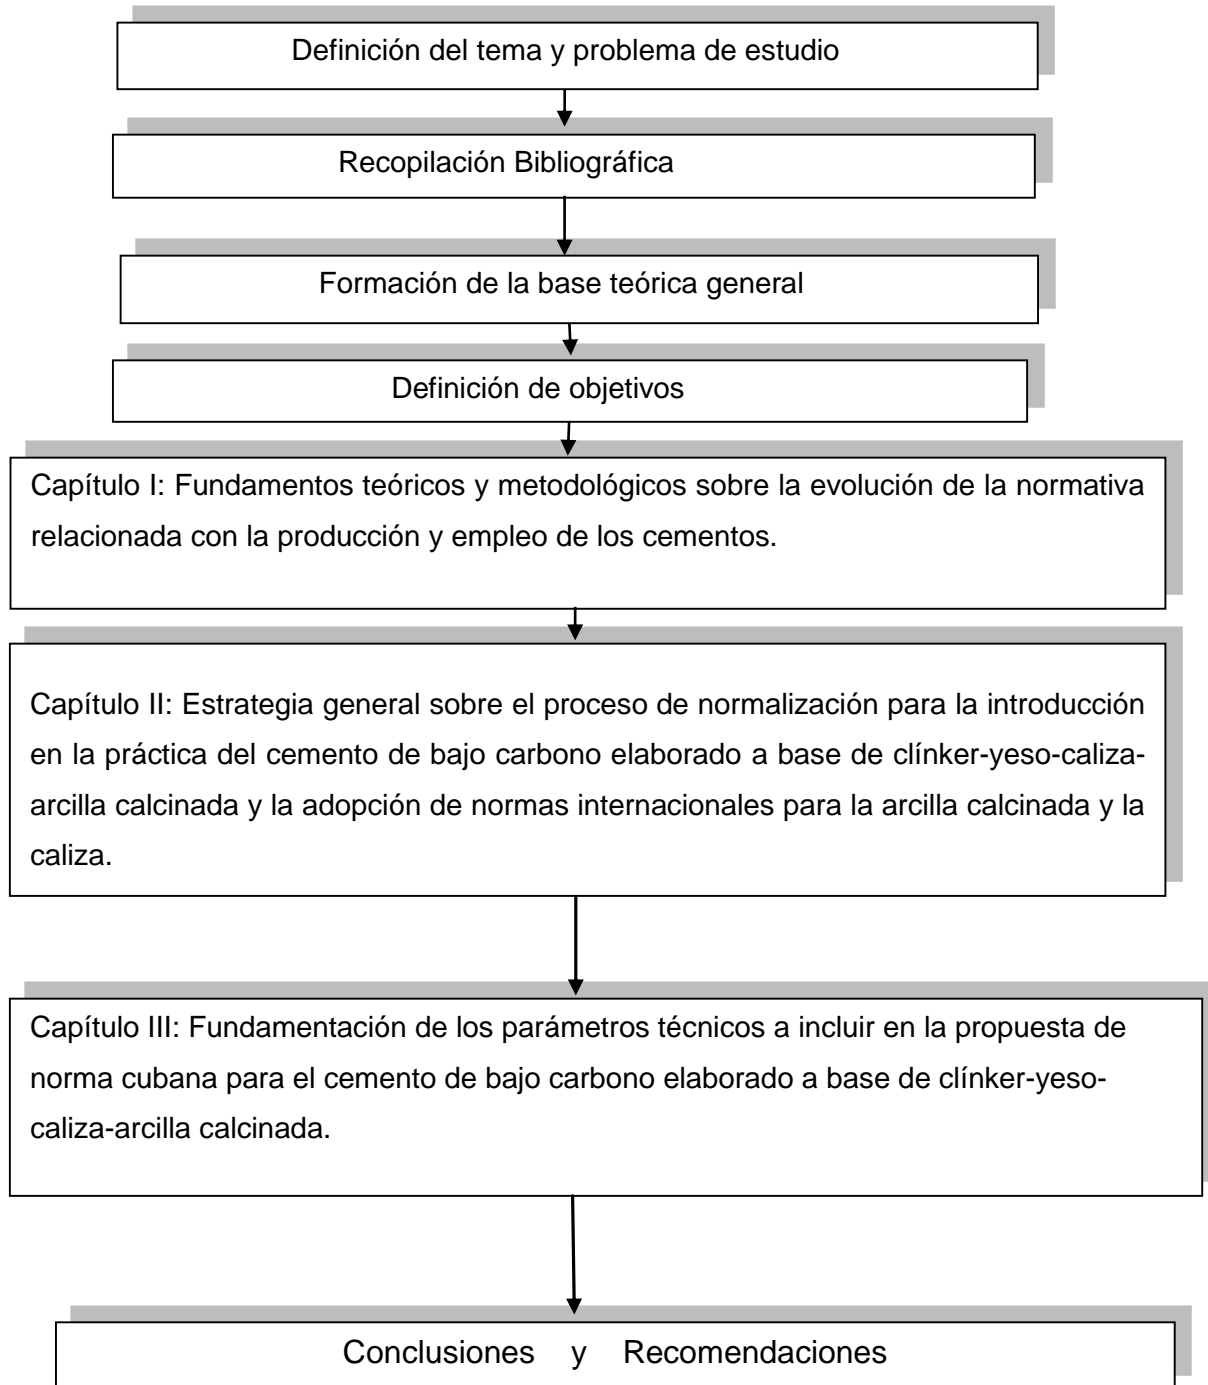 Definición del tema y problema de estudio
Recopilación Bibliográfica
Formación de la base teórica general
Definición de objetivos
Capítulo I: Fundamentos teóricos y metodológicos sobre la evolución de la normativa
relacionada con la producción y empleo de los cementos.
Capítulo II: Estrategia general sobre el proceso de normalización para la introducción
en la práctica del cemento de bajo carbono elaborado a base de clínker-yeso-caliza-
arcilla calcinada y la adopción de normas internacionales para la arcilla calcinada y la
caliza.
Capítulo III: Fundamentación de los parámetros técnicos a incluir en la propuesta de
norma cubana para el cemento de bajo carbono elaborado a base de clínker-yeso-
caliza-arcilla calcinada.
Conclusiones y Recomendaciones